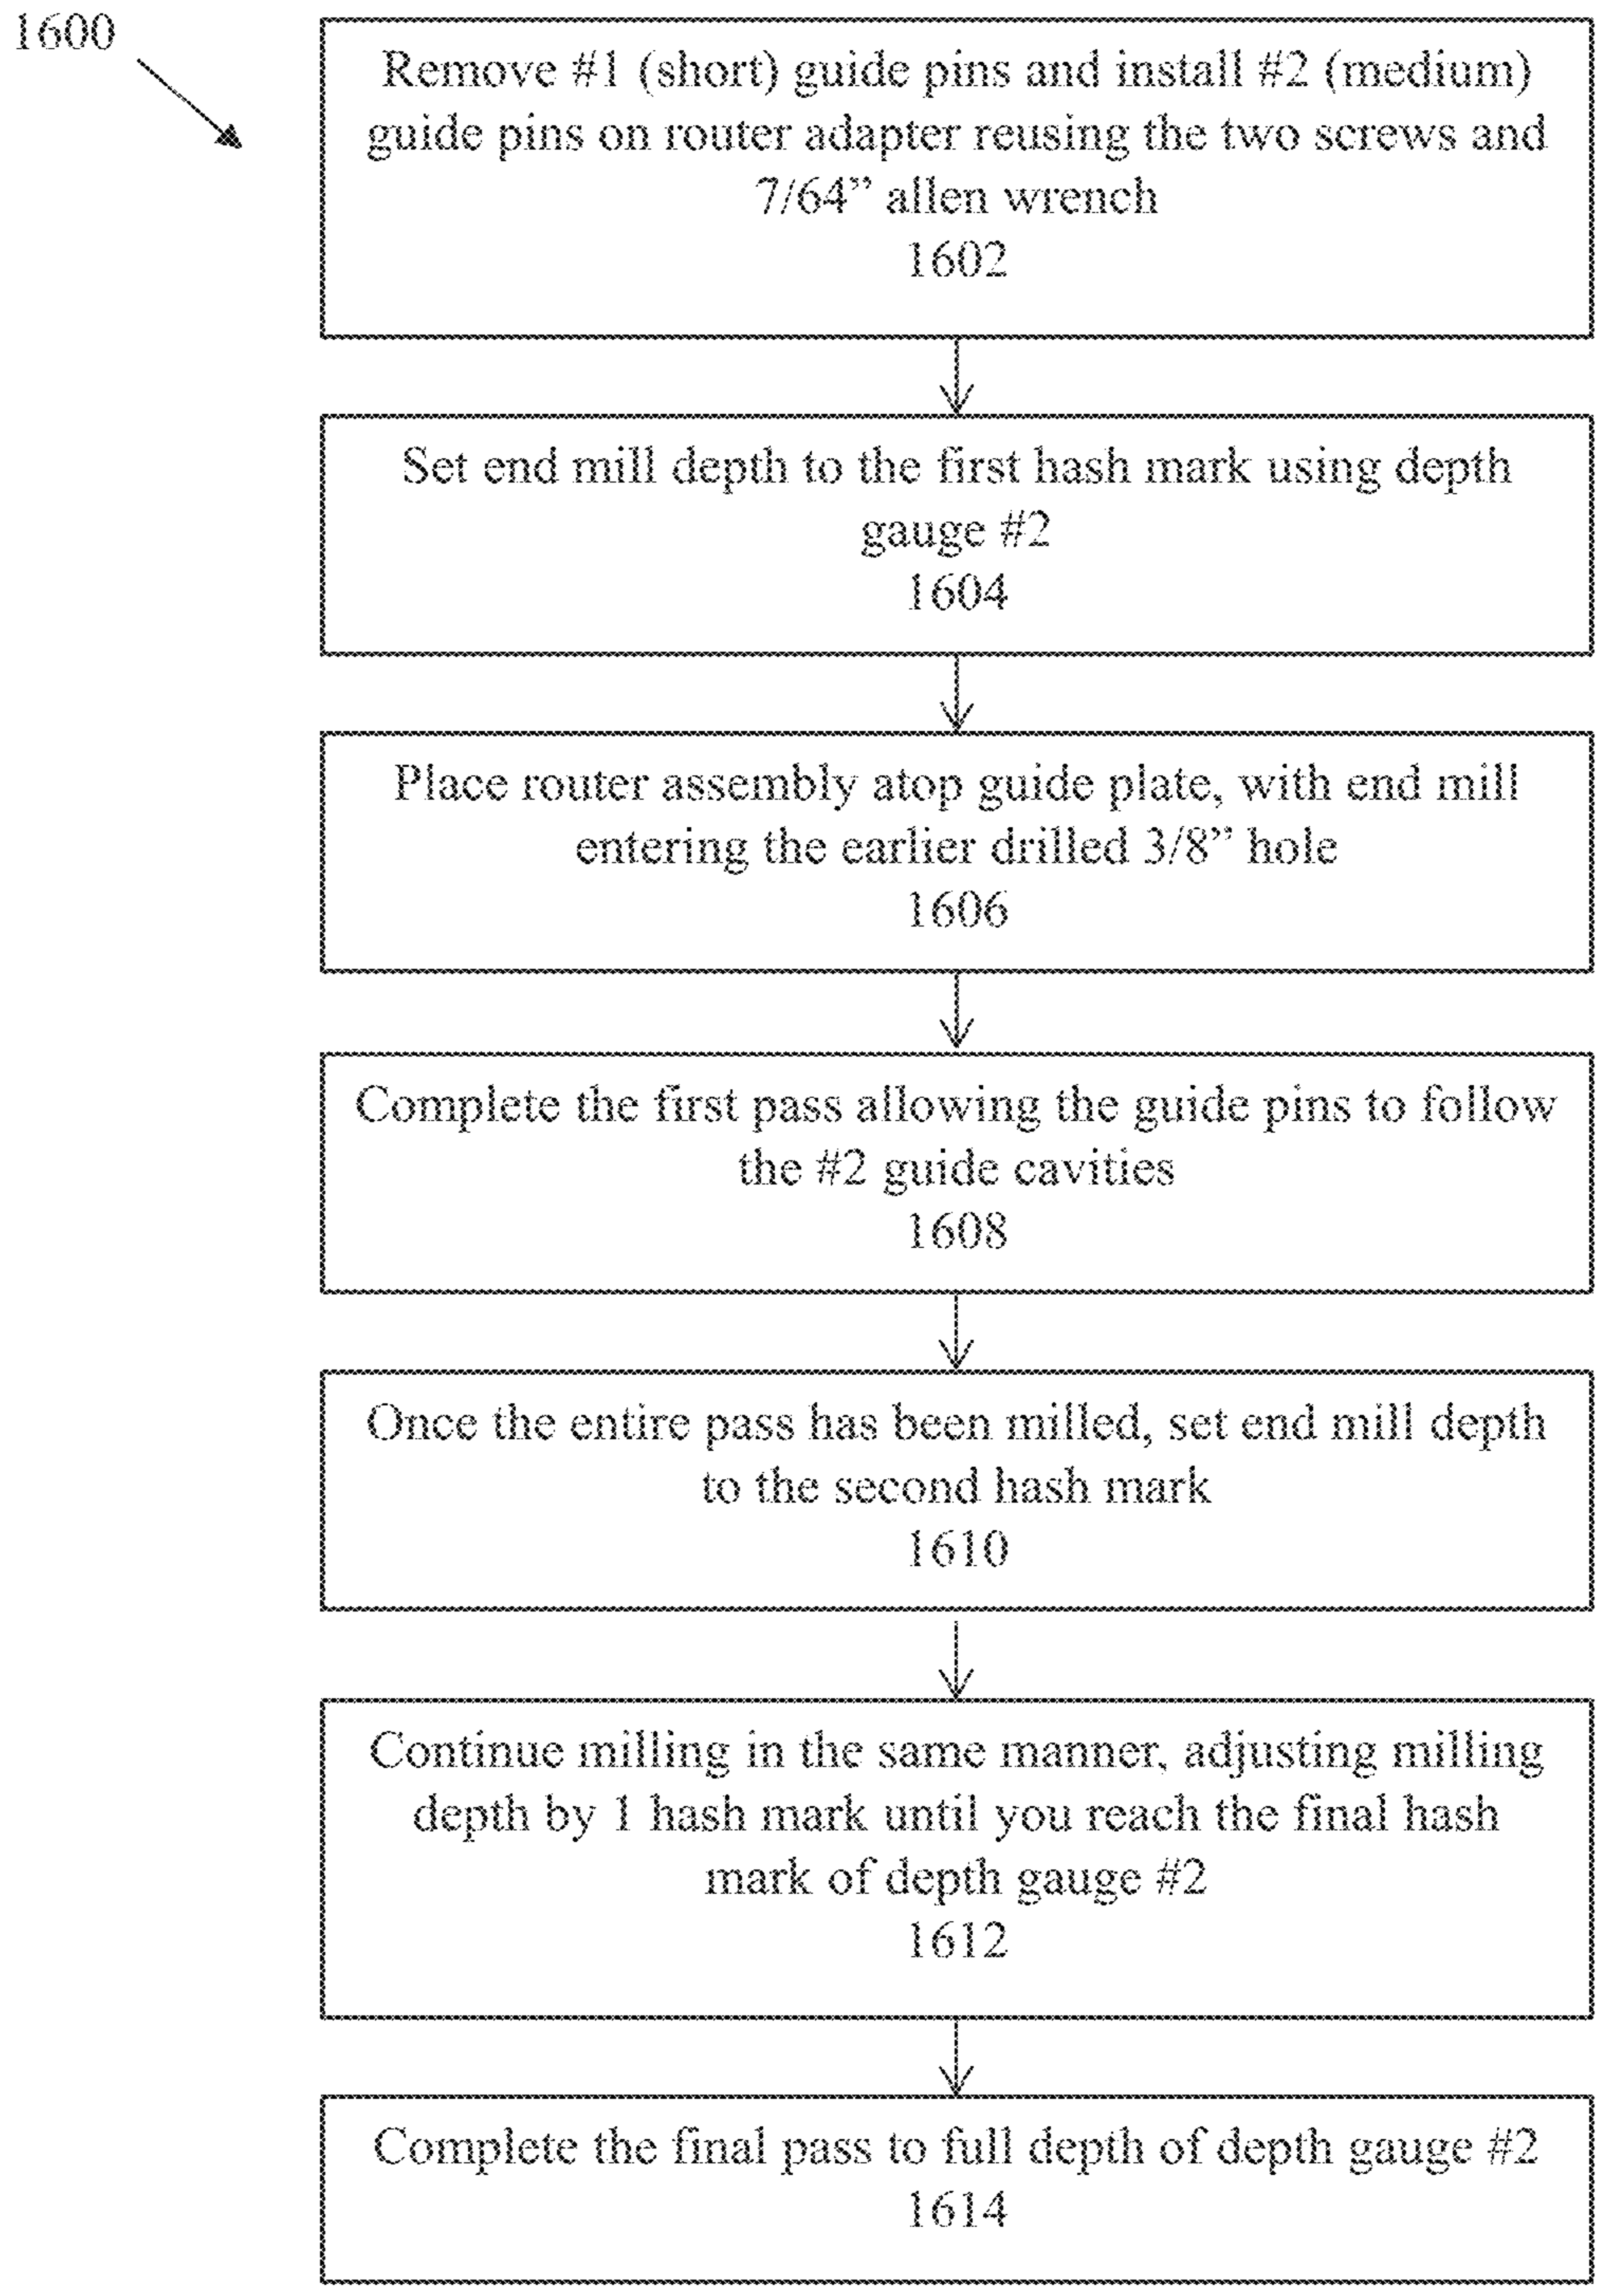 1600
Remove #1 (short) guide pins and install #2 (medium)
guide pins on router adapter reusing the two screws and
7/64” allen wrench
1602
Set end mill depth to the first hash mark using depth
gauge #2
1604
Place router assembly atop guide plate, with end mill
entering the earlier drilled 3/8” hole
1606
Complete the first pass allowing the guide pins to follow
the #2 guide cavities
1608
Once the entire pass has been milled, set end mill depth
to the second hash mark
1610
Continue milling in the same manner, adjusting milling
depth by 1 hash mark until you reach the final hash
mark of depth gauge #2
1612
Complete the final pass to full depth of depth gauge #2
1614